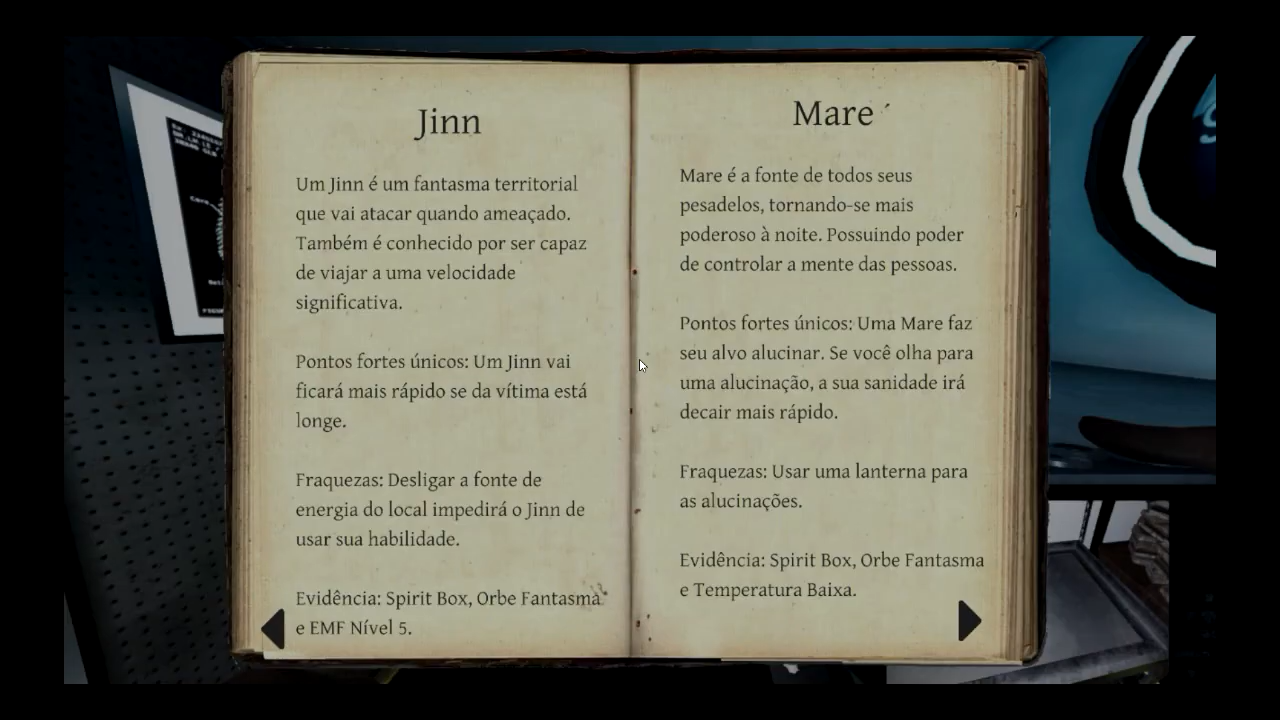 Jinn
Um Jinn é um fantasma territorial
que vai atacar quando ameaçado.
Também é conhecido por ser capaz
de viajar a uma velocidade
significativa.
Pontos fortes únicos: Um Jinn vai
ficará mais rápido se da vítima está
longe.
Fraquezas: Desligar a fonte de
energia do local impedirá o Jinn de
usar sua habilidade.
Evidência: Spirit Box, Orbe Fantasma
e EMF Nível 5.
Mare
Mare é a fonte de todos seus
pesadelos, tornando-se mais
poderoso à noite. Possuindo poder
de controlar a mente das pessoas.
Pontos fortes únicos: Uma Mare faz
seu alvo alucinar. Se você olha para
uma alucinação, a sua sanidade irá
decair mais rápido.
Fraquezas: Usar uma lanterna para
as alucinações.
Evidência: Spirit Box, Orbe Fantasma
e Temperatura Baixa.